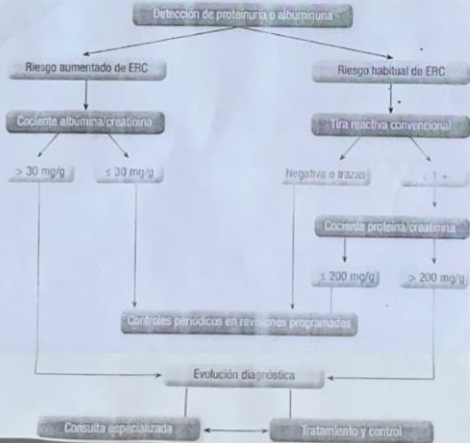 Detección de proteinuria o albuminuria
Riesgo aumentado de ERC
Riesgo habitual de ERC
Cociente albúmina/creatinina
Tira reactiva convencional
> 30 mg/g
≤ 30 mg/g
Negativa o trazas
1 +
Cociente proteína/creatinina
≤ 200 mg/g
> 200 mg/g
Controles periódicos en revisiones programadas
Evolución diagnóstica
Consulta especializada
Tratamiento y control